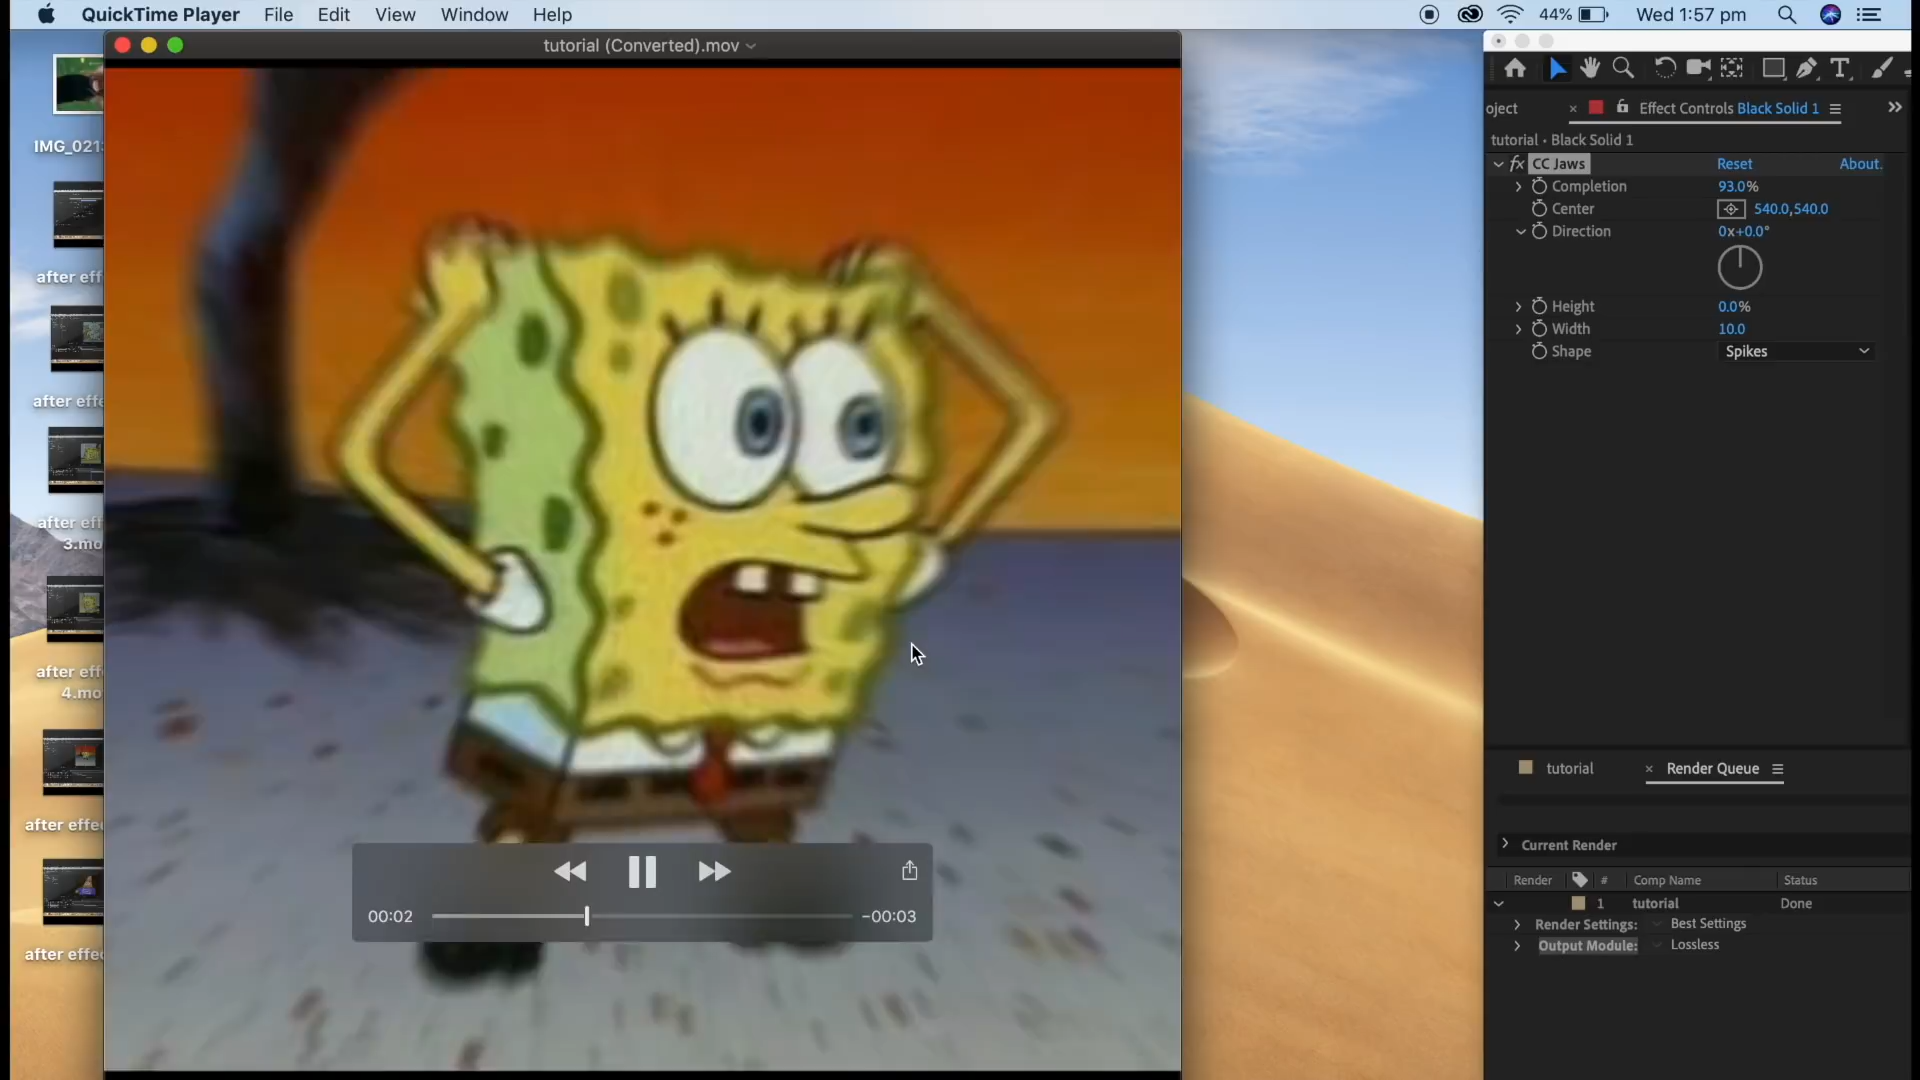 QuickTime Player File Edit View Window Help 44% Wed 1:57 pm
tutorial (Converted).mov
IMG_021
after eff
after effe
after eff
3.mo
after eff
4.mo
after effe
after effe
oject × Effect Controls Black Solid 1
tutorial • Black Solid 1
fx CC Jaws Reset About.
Completion 93.0%
Center 540.0,540.0
Direction 0x+0.0°
Height 0.0%
Width 10.0
Shape Spikes
00:02 −00:03
tutorial × Render Queue
Current Render
Render # Comp Name Status
1 tutorial Done
Render Settings: Best Settings
Output Module: Lossless